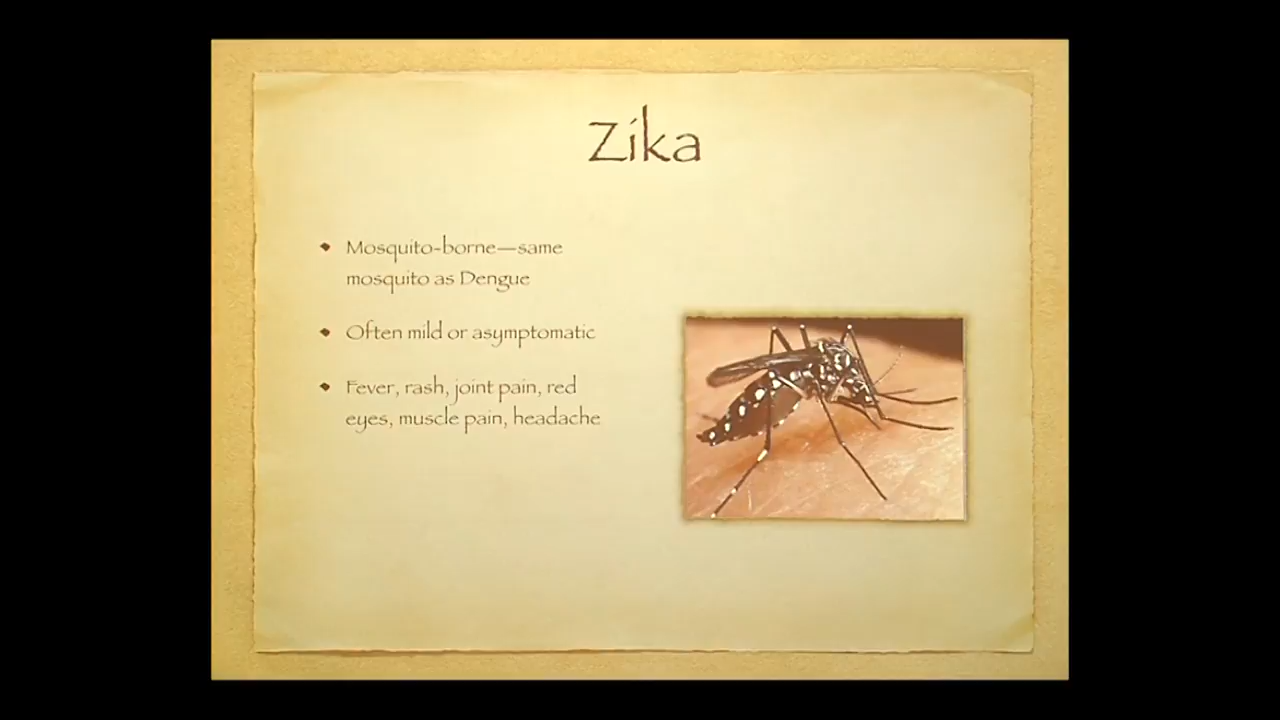 Zika
Mosquito-borne—same
mosquito as Dengue
Often mild or asymptomatic
Fever, rash, joint pain, red
eyes, muscle pain, headache